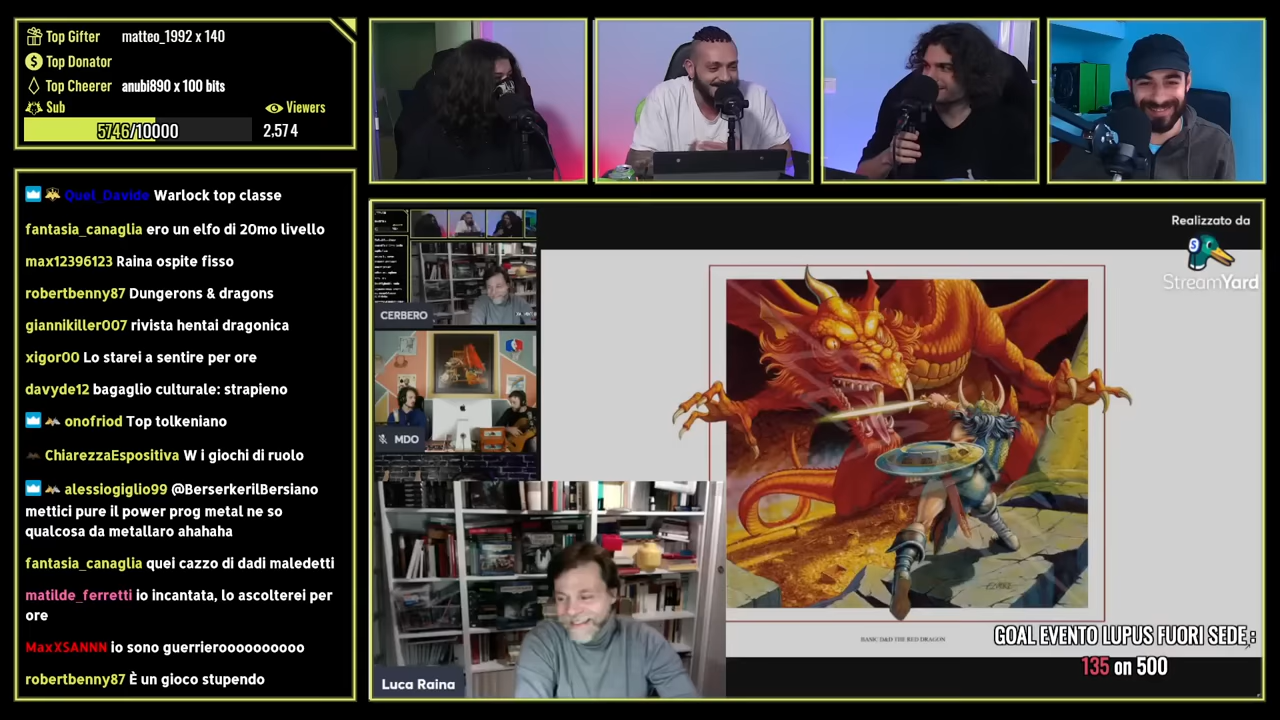 Top Gifter matteo_1992 x 140
Top Donator
Top Cheerer anubi890 x 100 bits
Sub Viewers
5746/10000 2,574
Quel_Davide Warlock top classe
fantasia_canaglia ero un elfo di 20mo livello
max12396123 Raina ospite fisso
robertbenny87 Dungerons & dragons
giannikiller007 rivista hentai dragonica
xigor00 Lo starei a sentire per ore
davyde12 bagaglio culturale: strapieno
onofriod Top tolkeniano
ChiarezzaEspositiva W i giochi di ruolo
alessiogiglio99 @BerserkerilBersiano
mettici pure il power prog metal ne so
qualcosa da metallaro ahahaha
fantasia_canaglia quei cazzo di dadi maledetti
matilde_ferretti io incantata, lo ascolterei per
ore
MaxXSANNN io sono guerrierooooooooo
robertbenny87 È un gioco stupendo
Realizzato da
StreamYard
CERBERO
MDO
Luca Raina
BASIC D&D THE RED DRAGON
GOAL EVENTO LUPUS FUORI SEDE :
135 on 500